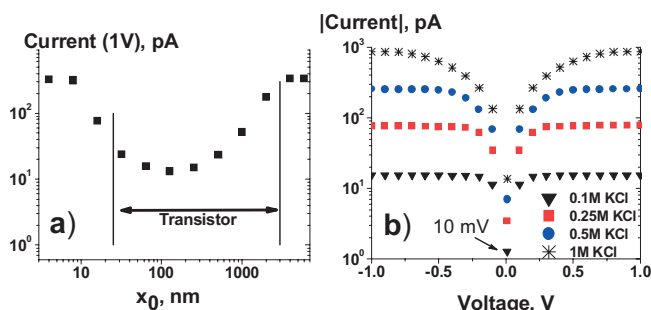 Current (1V), pA
10²
10¹
10⁰
a)
Transistor
10
100
1000
x₀, nm
|Current|, pA
10³
10²
10¹
10⁰
b)
10 mV
0.1M KCl
0.25M KCl
0.5M KCl
1M KCl
-1.0
-0.5
0.0
0.5
1.0
Voltage, V